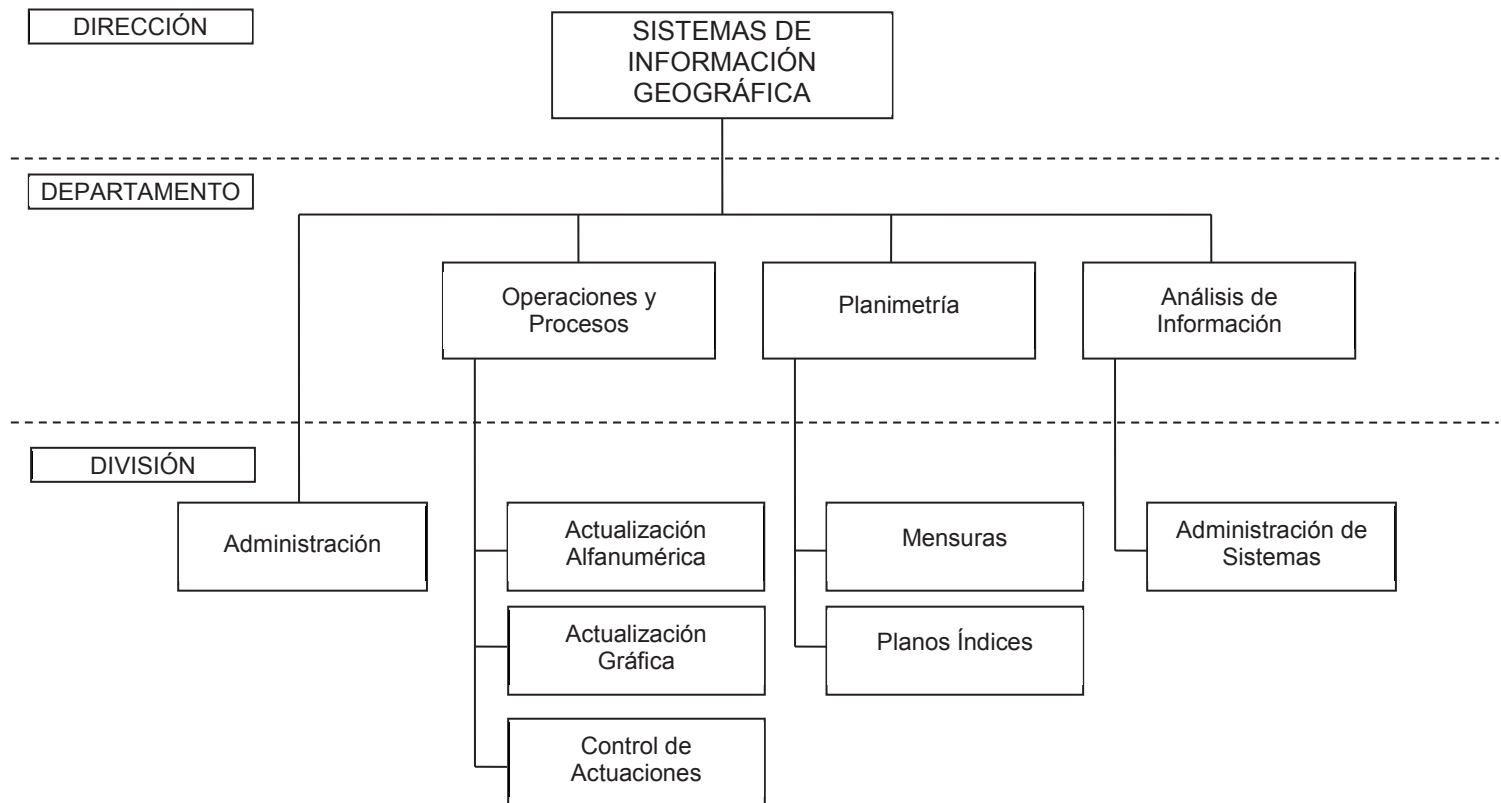 DIRECCIÓN
SISTEMAS DE
INFORMACIÓN
GEOGRÁFICA
DEPARTAMENTO
Operaciones y
Procesos
Planimetría
Análisis de
Información
DIVISIÓN
Administración
Actualización
Alfanumérica
Mensuras
Administración de
Sistemas
Actualización
Gráfica
Planos Índices
Control de
Actuaciones